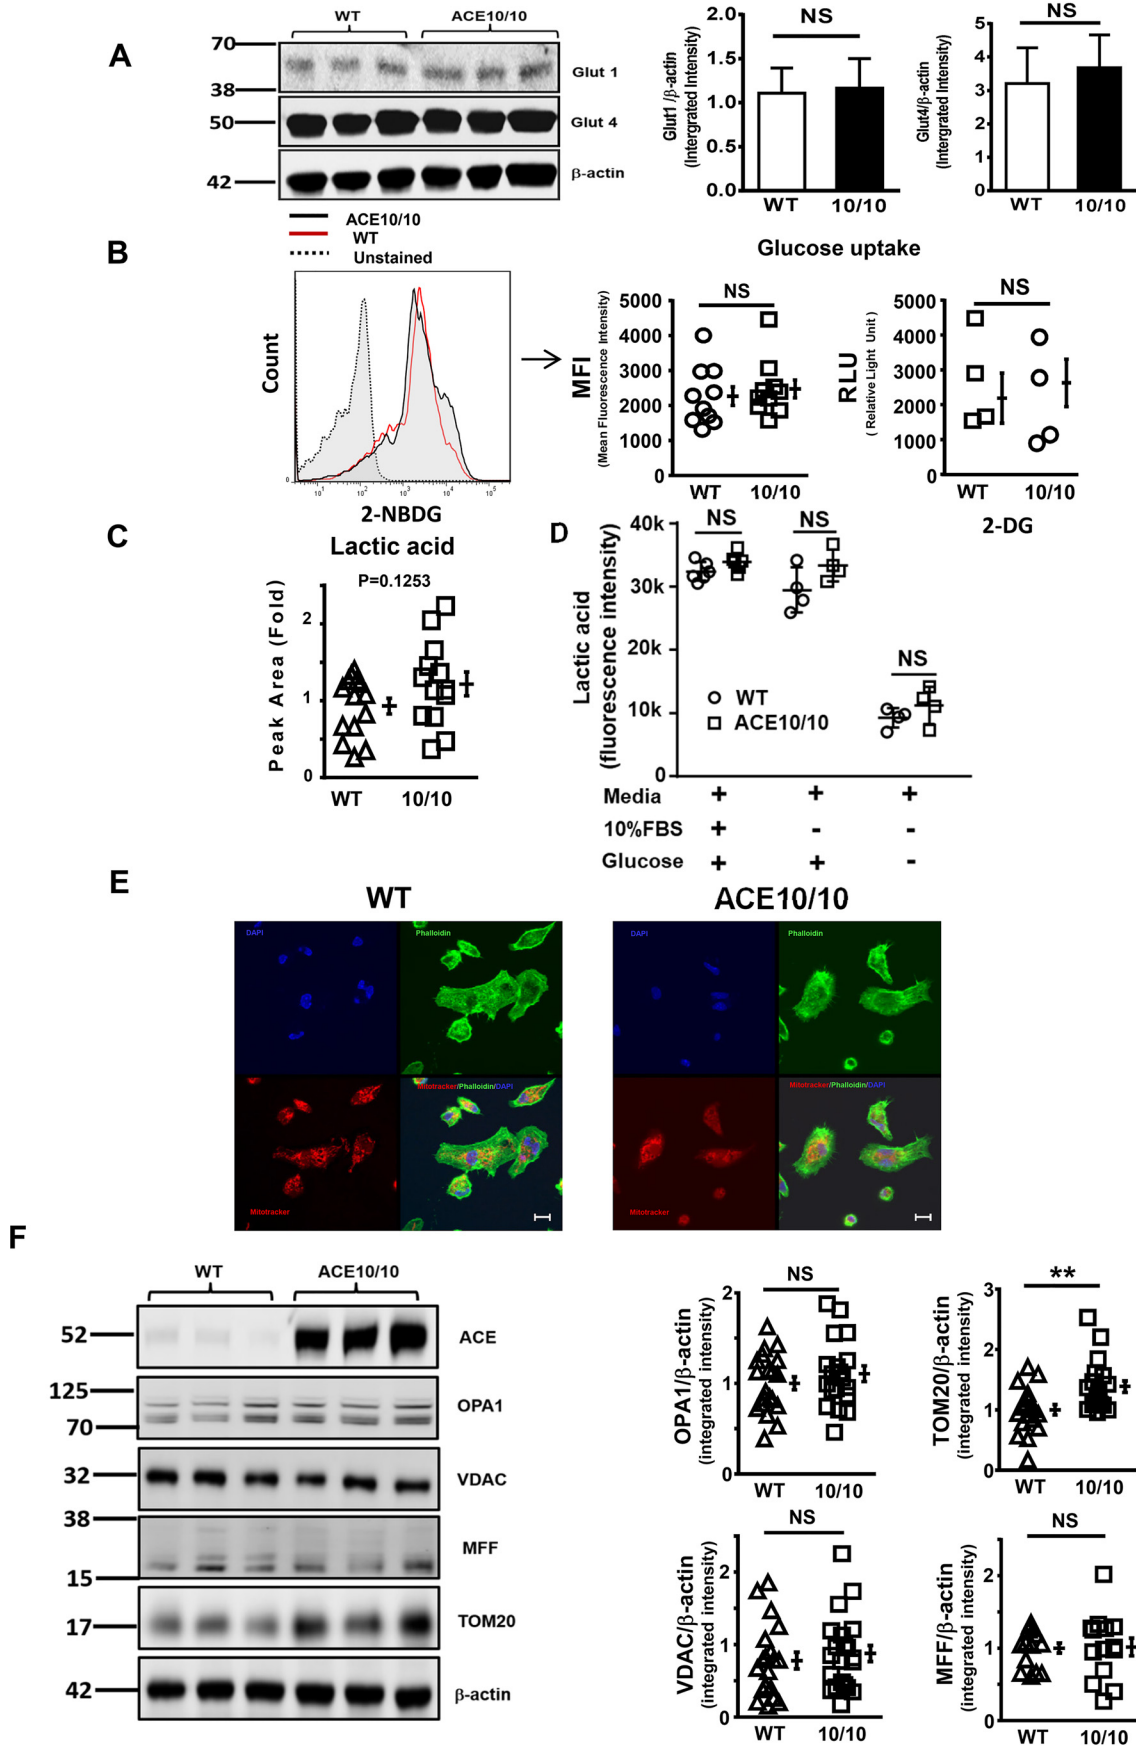 A
WT
ACE10/10
70
38
Glut 1
50
Glut 4
42
β-actin
2.0
1.5
1.0
0.5
0.0
Glut1 /β-actin
(Intergrated Intensity)
NS
WT
10/10
5
4
3
2
1
0
Glut4/β-actin
(Intergrated Intensity)
NS
WT
10/10
B
ACE10/10
WT
Unstained
Count
0
10¹
10²
10³
10⁴
10⁵
2-NBDG
Glucose uptake
MFI
(Mean Fluorescence Intensity)
5000
4000
3000
2000
1000
0
NS
WT
10/10
RLU
( Relative Light Unit )
5000
4000
3000
2000
1000
0
NS
WT
10/10
2-DG
C
Lactic acid
P=0.1253
Peak Area (Fold)
2
1
0
WT
10/10
D
Lactic acid
(fluorescence intensity)
40k
30k
20k
10k
0
NS
NS
NS
WT
ACE10/10
Media + + +
10%FBS + - -
Glucose + + -
E
WT
ACE10/10
DAPI
Phalloidin
Mitotracker
Mitotracker/Phalloidin/DAPI
DAPI
Phalloidin
Mitotracker
Mitotracker/Phalloidin/DAPI
F
WT
ACE10/10
52
ACE
125
70
OPA1
32
VDAC
38
15
MFF
17
TOM20
42
β-actin
OPA1/β-actin
(integrated intensity)
2
1
0
NS
WT
10/10
TOM20/β-actin
(integrated intensity)
3
2
1
0
**
WT
10/10
VDAC/β-actin
(integrated intensity)
2
1
0
NS
WT
10/10
MFF/β-actin
(integrated intensity)
2
1
0
NS
WT
10/10